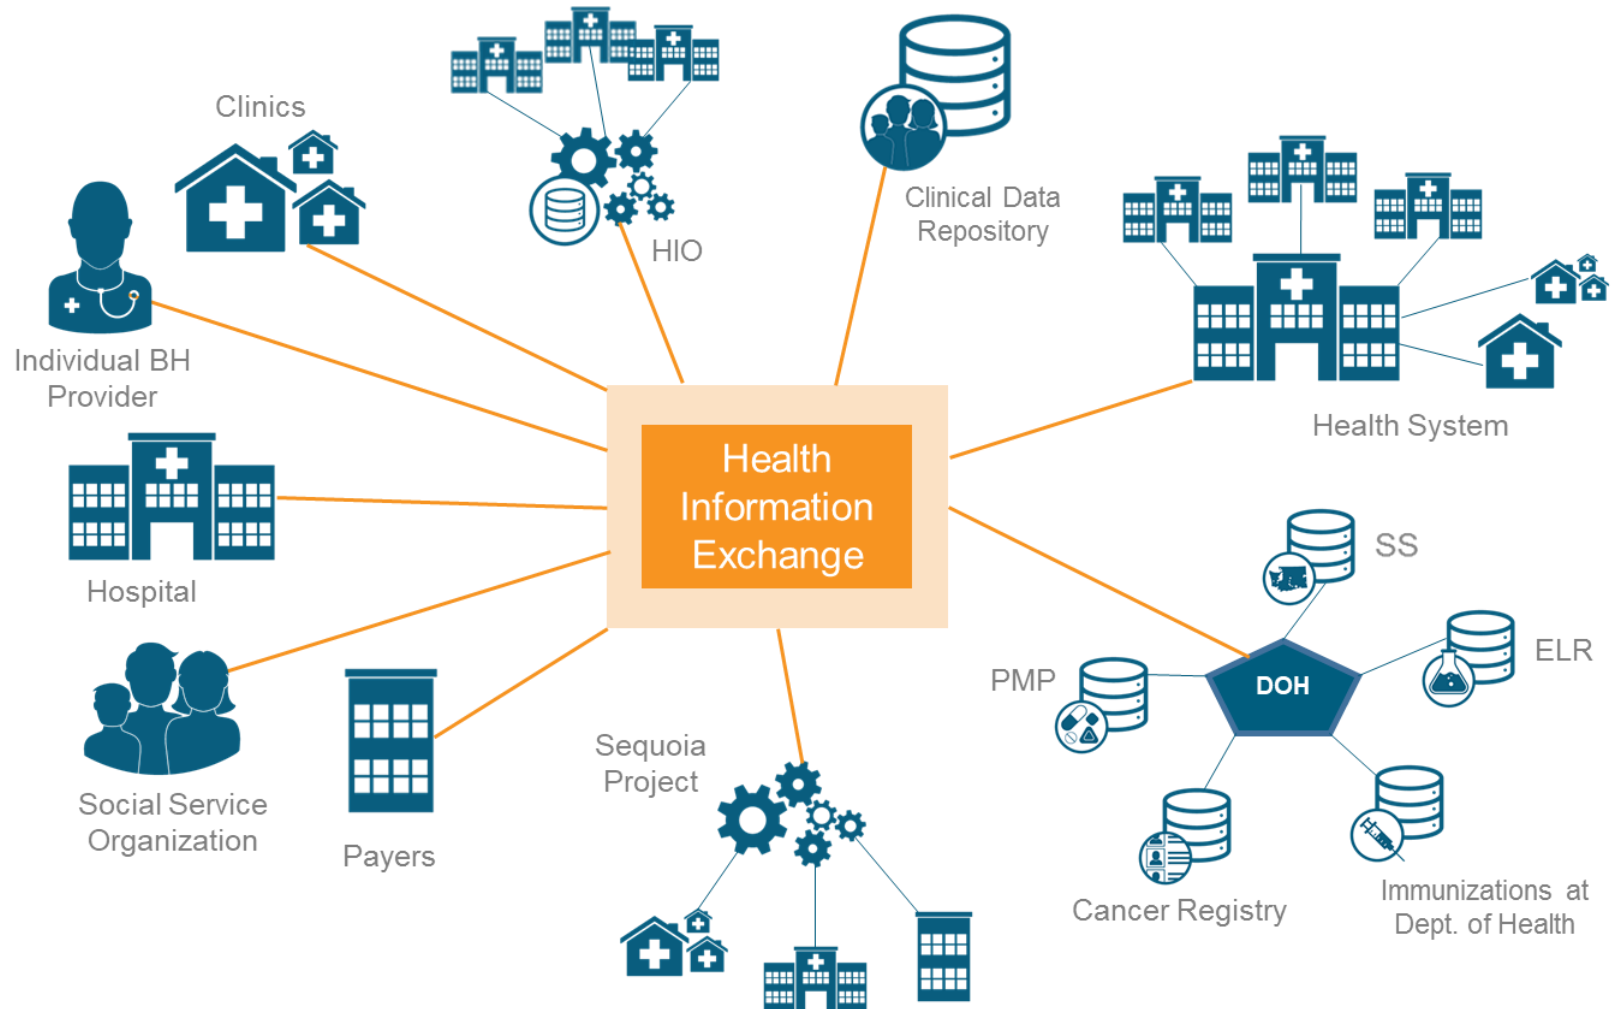 Clinics
HIO
Clinical Data
Repository
Individual BH
Provider
Health System
Health
Information
Exchange
Hospital
SS
ELR
PMP
DOH
Sequoia
Project
Social Service
Organization
Payers
Cancer Registry
Immunizations at
Dept. of Health